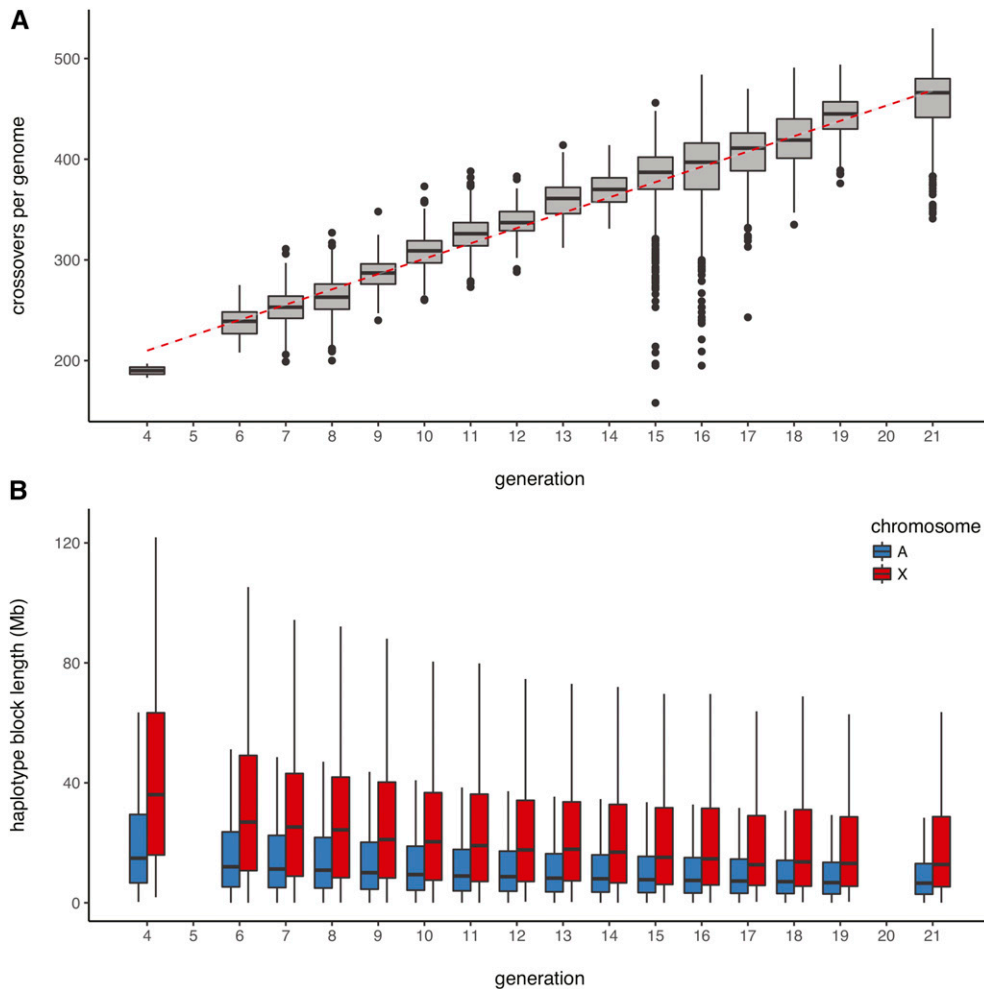 A
crossovers per genome
500
400
300
200
4 5 6 7 8 9 10 11 12 13 14 15 16 17 18 19 20 21
generation
B
haplotype block length (Mb)
chromosome
A
X
120
80
40
0
4 5 6 7 8 9 10 11 12 13 14 15 16 17 18 19 20 21
generation